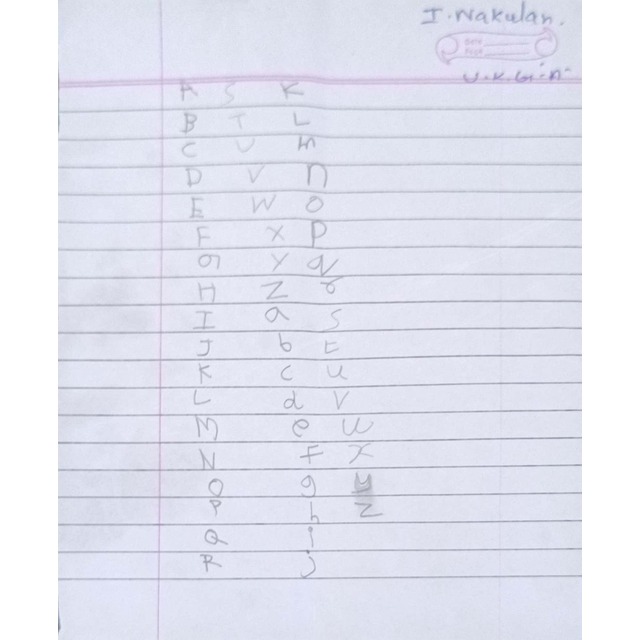 I. Nakulan.
Date
Page
U.K.G-'A'
A S K
B T L
C U m
D V n
E W o
F X p
G Y q
H Z r
I a s
J b t
K c u
L d v
M e w
N F x
O g y
P h z
Q i
R j